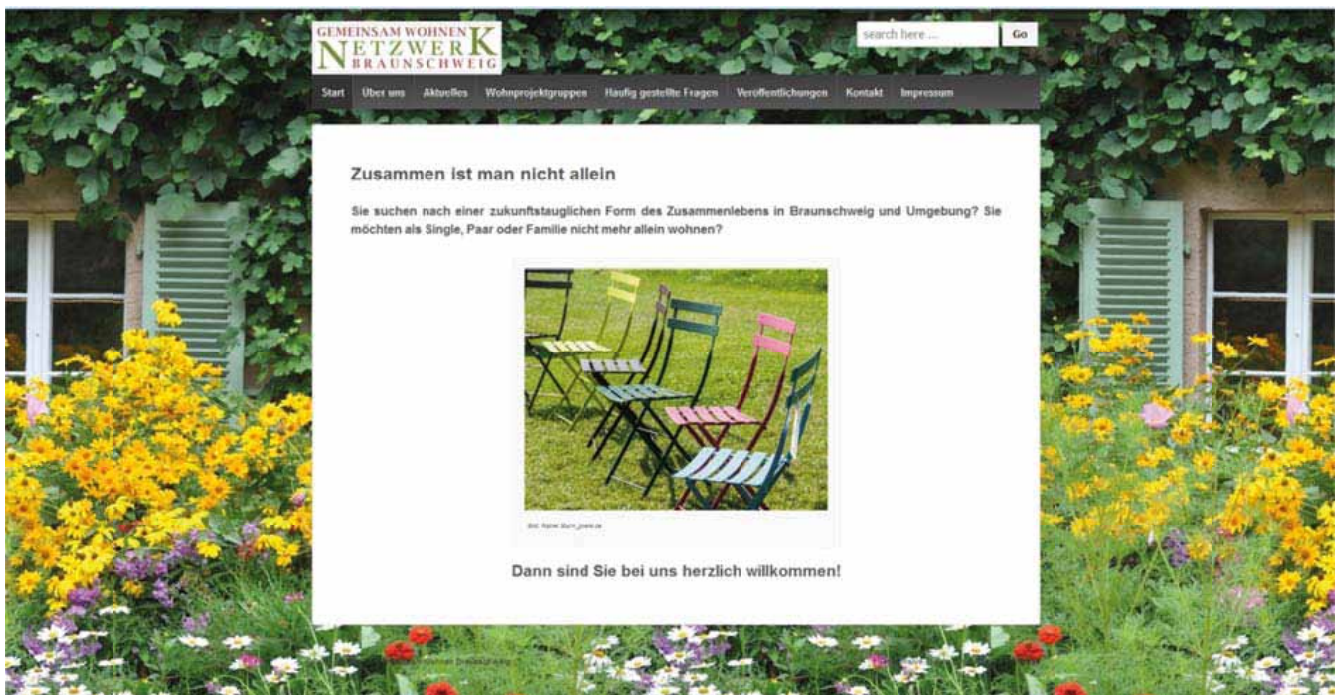 GEMEINSAM WOHNEN
NETZWERK
BRAUNSCHWEIG
search here ...
Go
Start Über uns Aktuelles Wohnprojektgruppen Häufig gestellte Fragen Veröffentlichungen Kontakt Impressum
Zusammen ist man nicht allein
Sie suchen nach einer zukunftstauglichen Form des Zusammenlebens in Braunschweig und Umgebung? Sie
möchten als Single, Paar oder Familie nicht mehr allein wohnen?
Dann sind Sie bei uns herzlich willkommen!